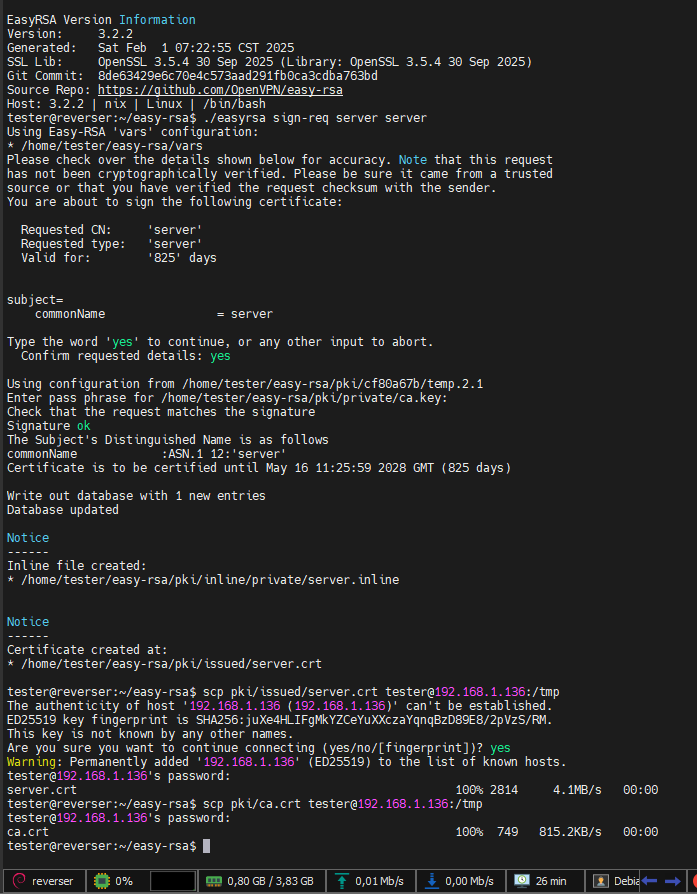 EasyRSA Version Information
Version:     3.2.2
Generated:   Sat Feb  1 07:22:55 CST 2025
SSL Lib:     OpenSSL 3.5.4 30 Sep 2025 (Library: OpenSSL 3.5.4 30 Sep 2025)
Git Commit:  8de63429e6c70e4c573aad291fb0ca3cdba763bd
Source Repo: https://github.com/OpenVPN/easy-rsa
Host: 3.2.2 | nix | Linux | /bin/bash
tester@reverser:~/easy-rsa$ ./easyrsa sign-req server server
Using Easy-RSA 'vars' configuration:
* /home/tester/easy-rsa/vars
Please check over the details shown below for accuracy. Note that this request
has not been cryptographically verified. Please be sure it came from a trusted
source or that you have verified the request checksum with the sender.
You are about to sign the following certificate:

  Requested CN:     'server'
  Requested type:   'server'
  Valid for:        '825' days

subject=
    commonName                = server

Type the word 'yes' to continue, or any other input to abort.
  Confirm requested details: yes

Using configuration from /home/tester/easy-rsa/pki/cf80a67b/temp.2.1
Enter pass phrase for /home/tester/easy-rsa/pki/private/ca.key:
Check that the request matches the signature
Signature ok
The Subject's Distinguished Name is as follows
commonName            :ASN.1 12:'server'
Certificate is to be certified until May 16 11:25:59 2028 GMT (825 days)

Write out database with 1 new entries
Database updated

Notice
------
Inline file created:
* /home/tester/easy-rsa/pki/inline/private/server.inline

Notice
------
Certificate created at:
* /home/tester/easy-rsa/pki/issued/server.crt

tester@reverser:~/easy-rsa$ scp pki/issued/server.crt tester@192.168.1.136:/tmp
The authenticity of host '192.168.1.136 (192.168.1.136)' can't be established.
ED25519 key fingerprint is SHA256:juXe4HLIFgMkYZCeYuXXczaYqnqBzD89E8/2pVzS/RM.
This key is not known by any other names.
Are you sure you want to continue connecting (yes/no/[fingerprint])? yes
Warning: Permanently added '192.168.1.136' (ED25519) to the list of known hosts.
tester@192.168.1.136's password:
server.crt                                                      100% 2814     4.1MB/s   00:00
tester@reverser:~/easy-rsa$ scp pki/ca.crt tester@192.168.1.136:/tmp
tester@192.168.1.136's password:
ca.crt                                                          100%  749   815.2KB/s   00:00
tester@reverser:~/easy-rsa$
reverser 0% 0,80 GB / 3,83 GB 0,01 Mb/s 0,00 Mb/s 26 min Debia